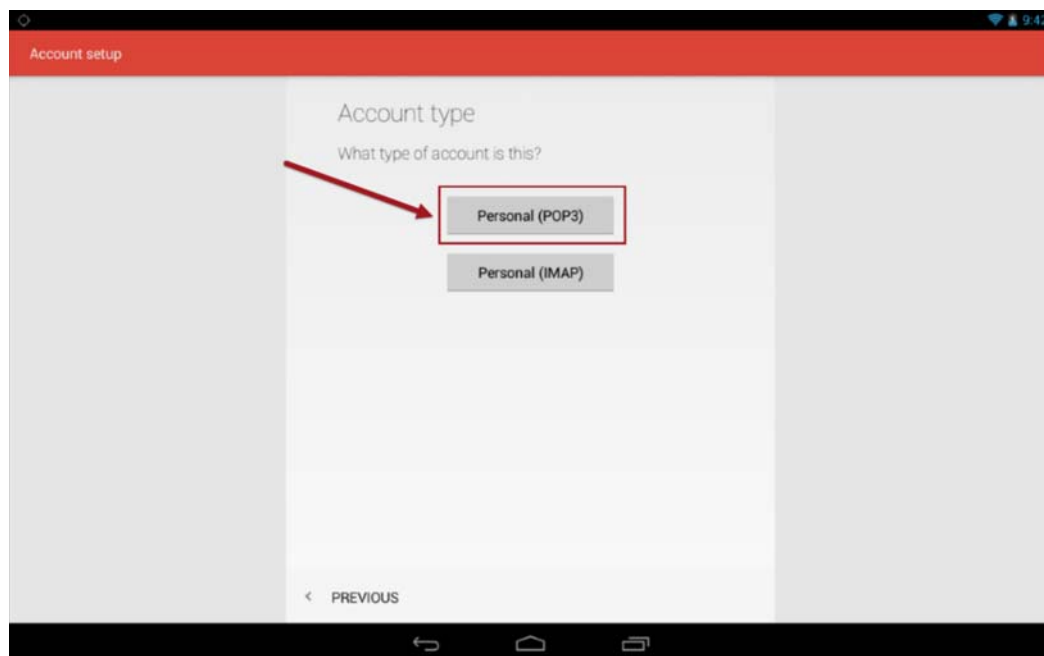 9:42
Account setup
Account type
What type of account is this?
Personal (POP3)
Personal (IMAP)
< PREVIOUS